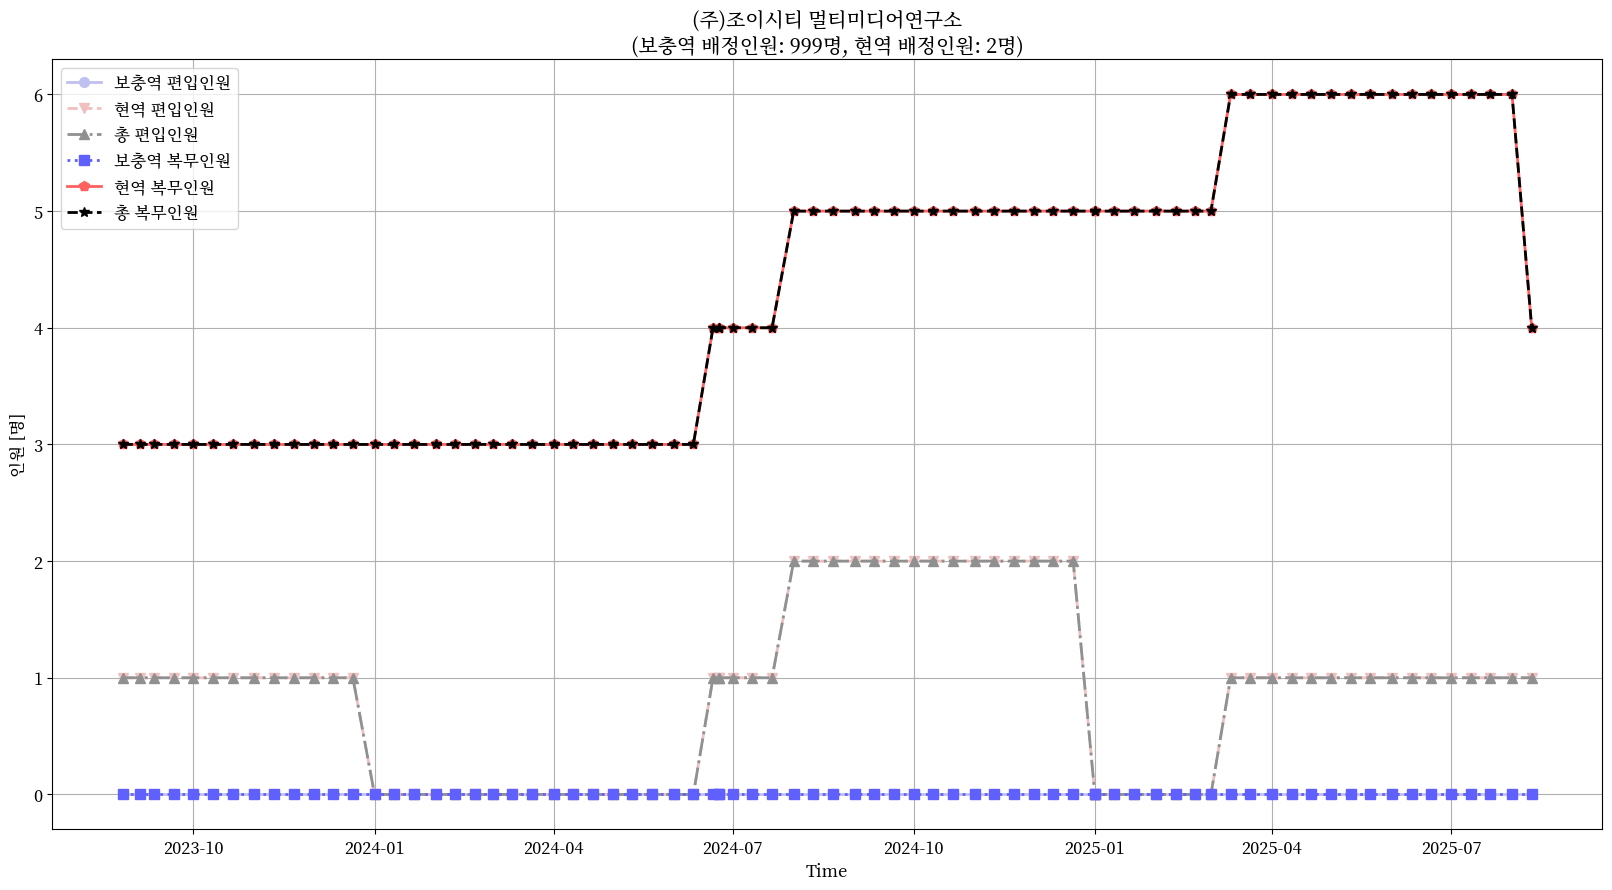 (주)조이시티 멀티미디어연구소
(보충역 배정인원: 999명, 현역 배정인원: 2명)
보충역 편입인원
현역 편입인원
총 편입인원
보충역 복무인원
현역 복무인원
총 복무인원
인원 [명]
6
5
4
3
2
1
0
2023-10
2024-01
2024-04
2024-07
2024-10
2025-01
2025-04
2025-07
Time